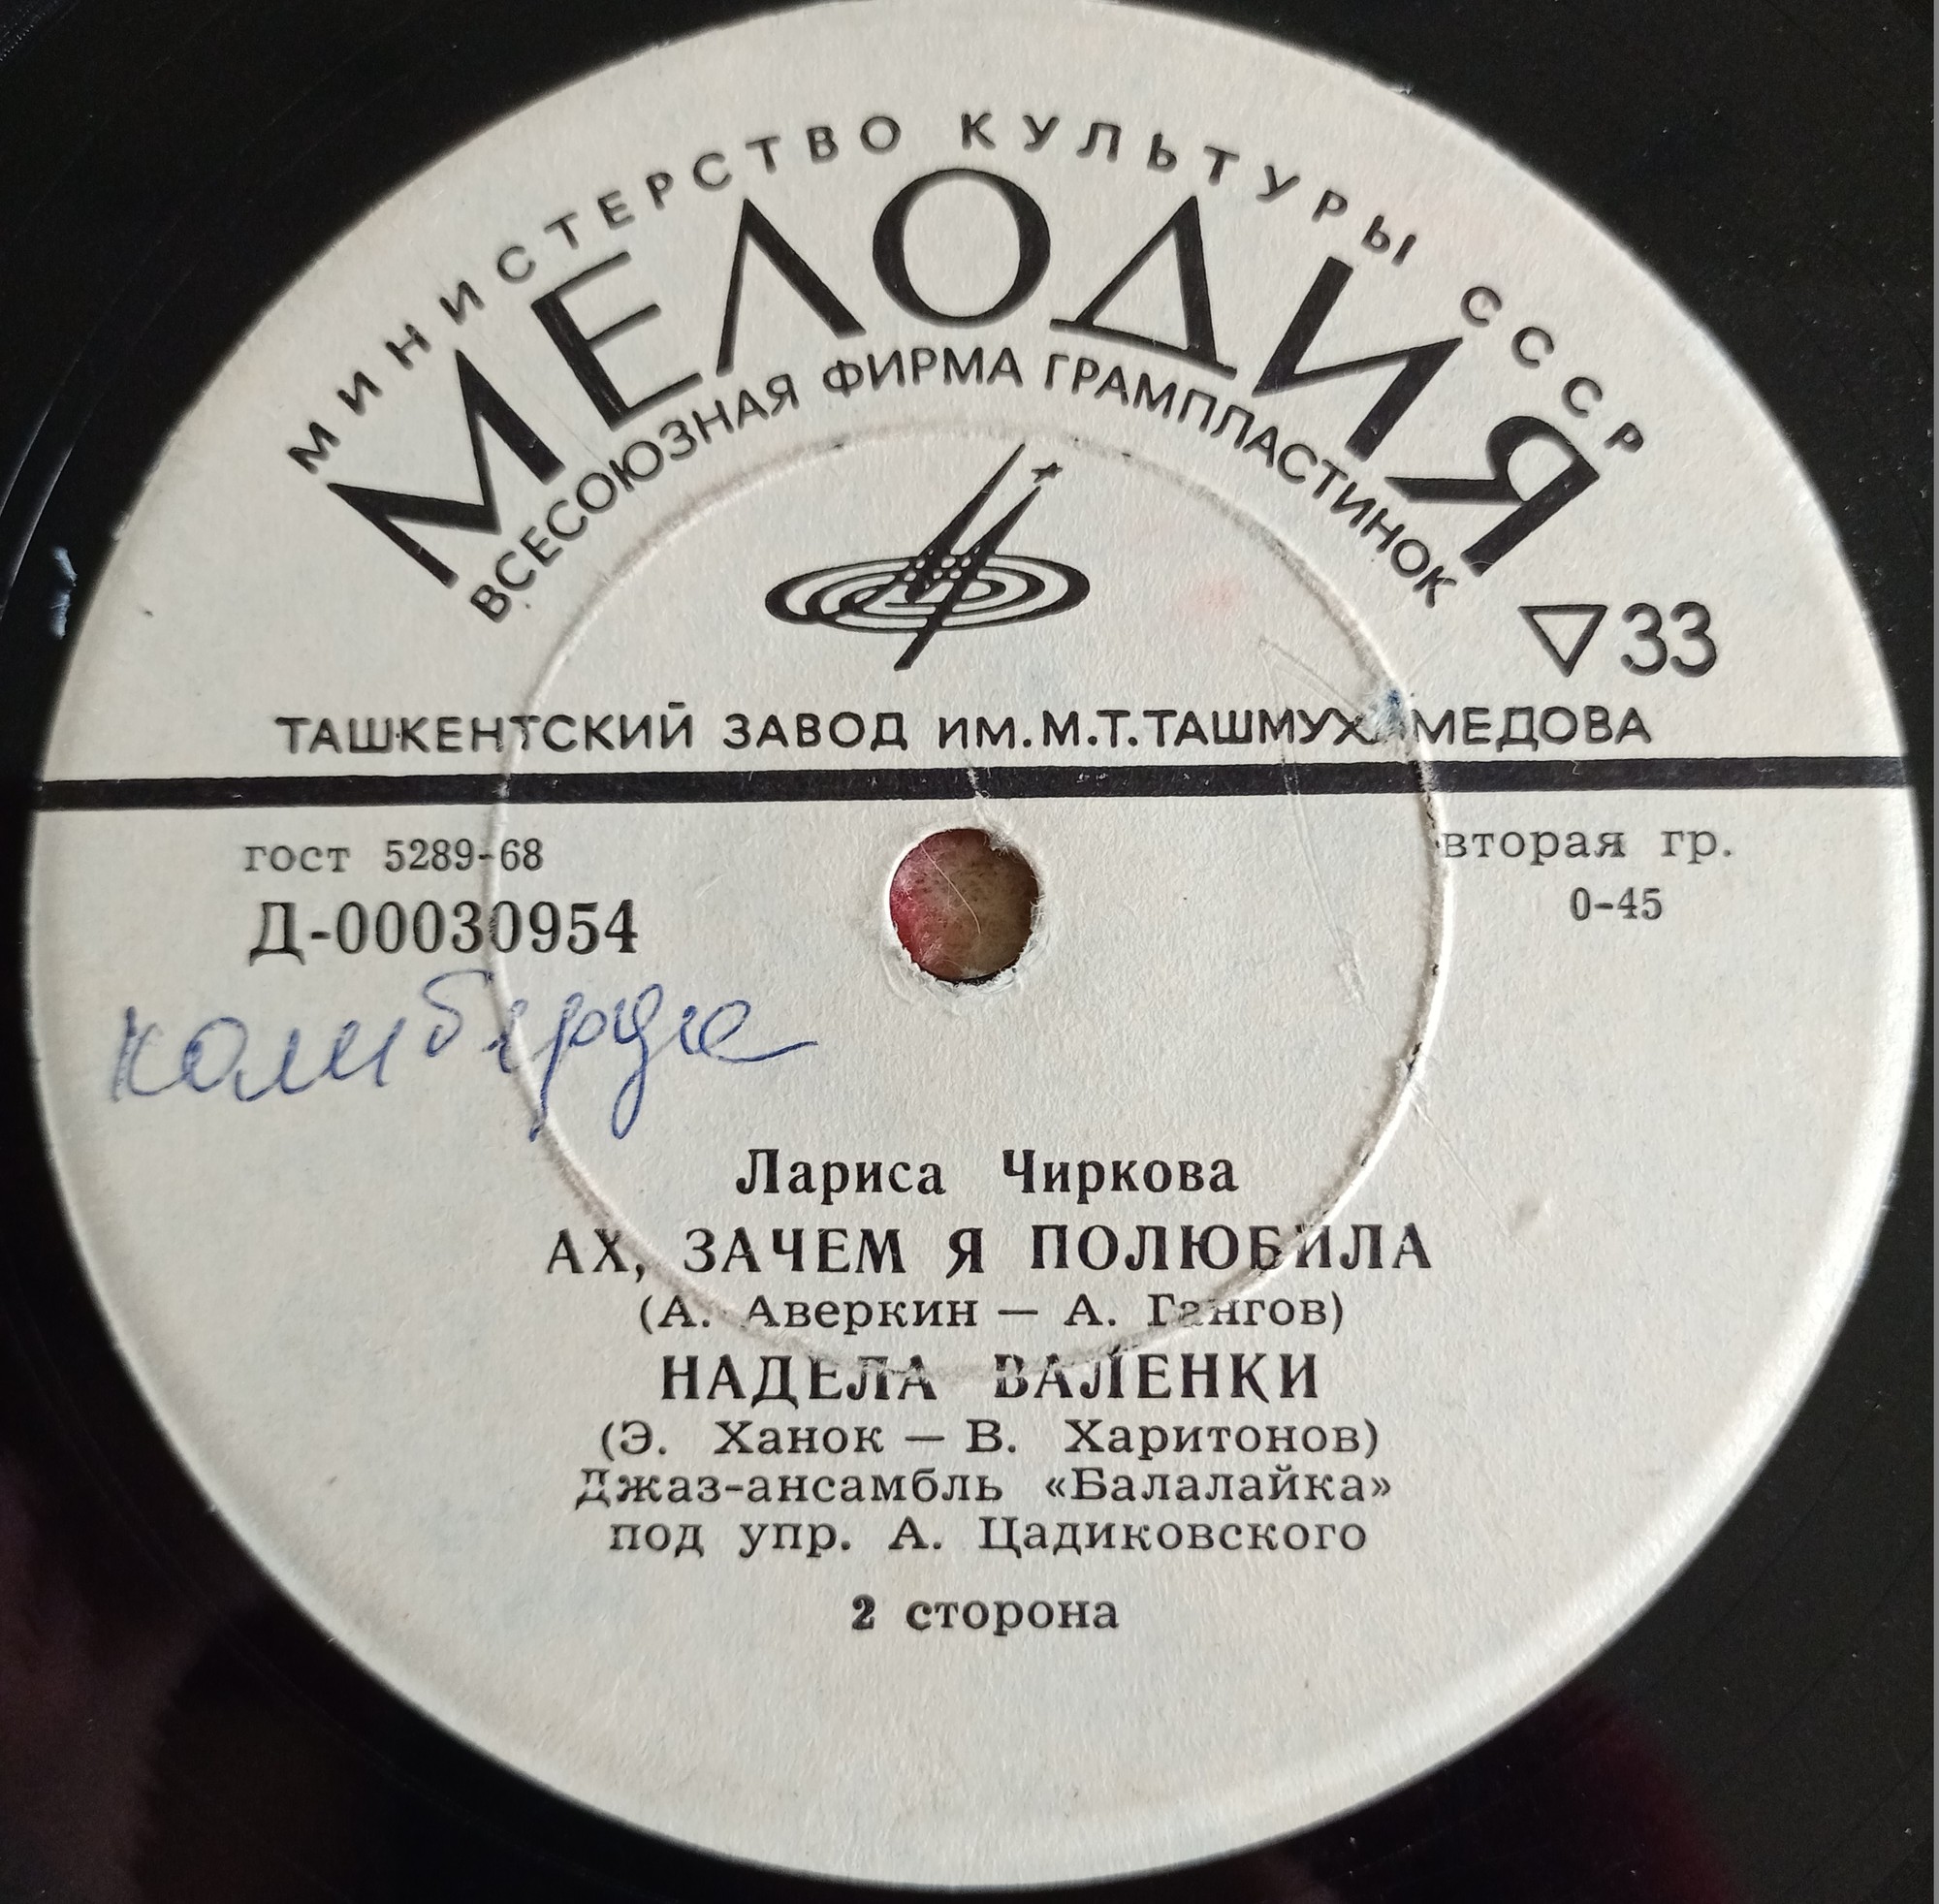 МИНИСТЕРСТВО КУЛЬТУРЫ СССР
МЕЛОДИЯ
ВСЕСОЮЗНАЯ ФИРМА ГРАМПЛАСТИНОК
▽33
ТАШКЕНТСКИЙ ЗАВОД ИМ.М.Т.ТАШМУХАМЕДОВА
гост 5289-68
вторая гр.
Д-00030954
0-45
Лариса Чиркова
АХ, ЗАЧЕМ Я ПОЛЮБИЛА
(А. Аверкин — А. Гангов)
НАДЕЛА ВАЛЕНКИ
(Э. Ханок — В. Харитонов)
Джаз-ансамбль «Балалайка»
под упр. А. Цадиковского
2 сторона